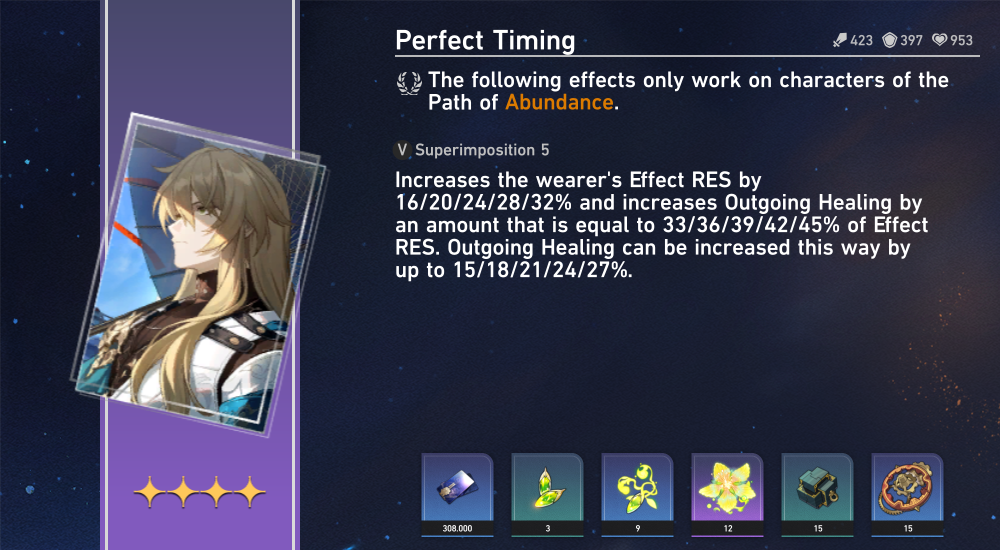 Perfect Timing
423 397 953
The following effects only work on characters of the
Path of Abundance.
V Superimposition 5
Increases the wearer's Effect RES by
16/20/24/28/32% and increases Outgoing Healing by
an amount that is equal to 33/36/39/42/45% of Effect
RES. Outgoing Healing can be increased this way by
up to 15/18/21/24/27%.
308.000 3 9 12 15 15